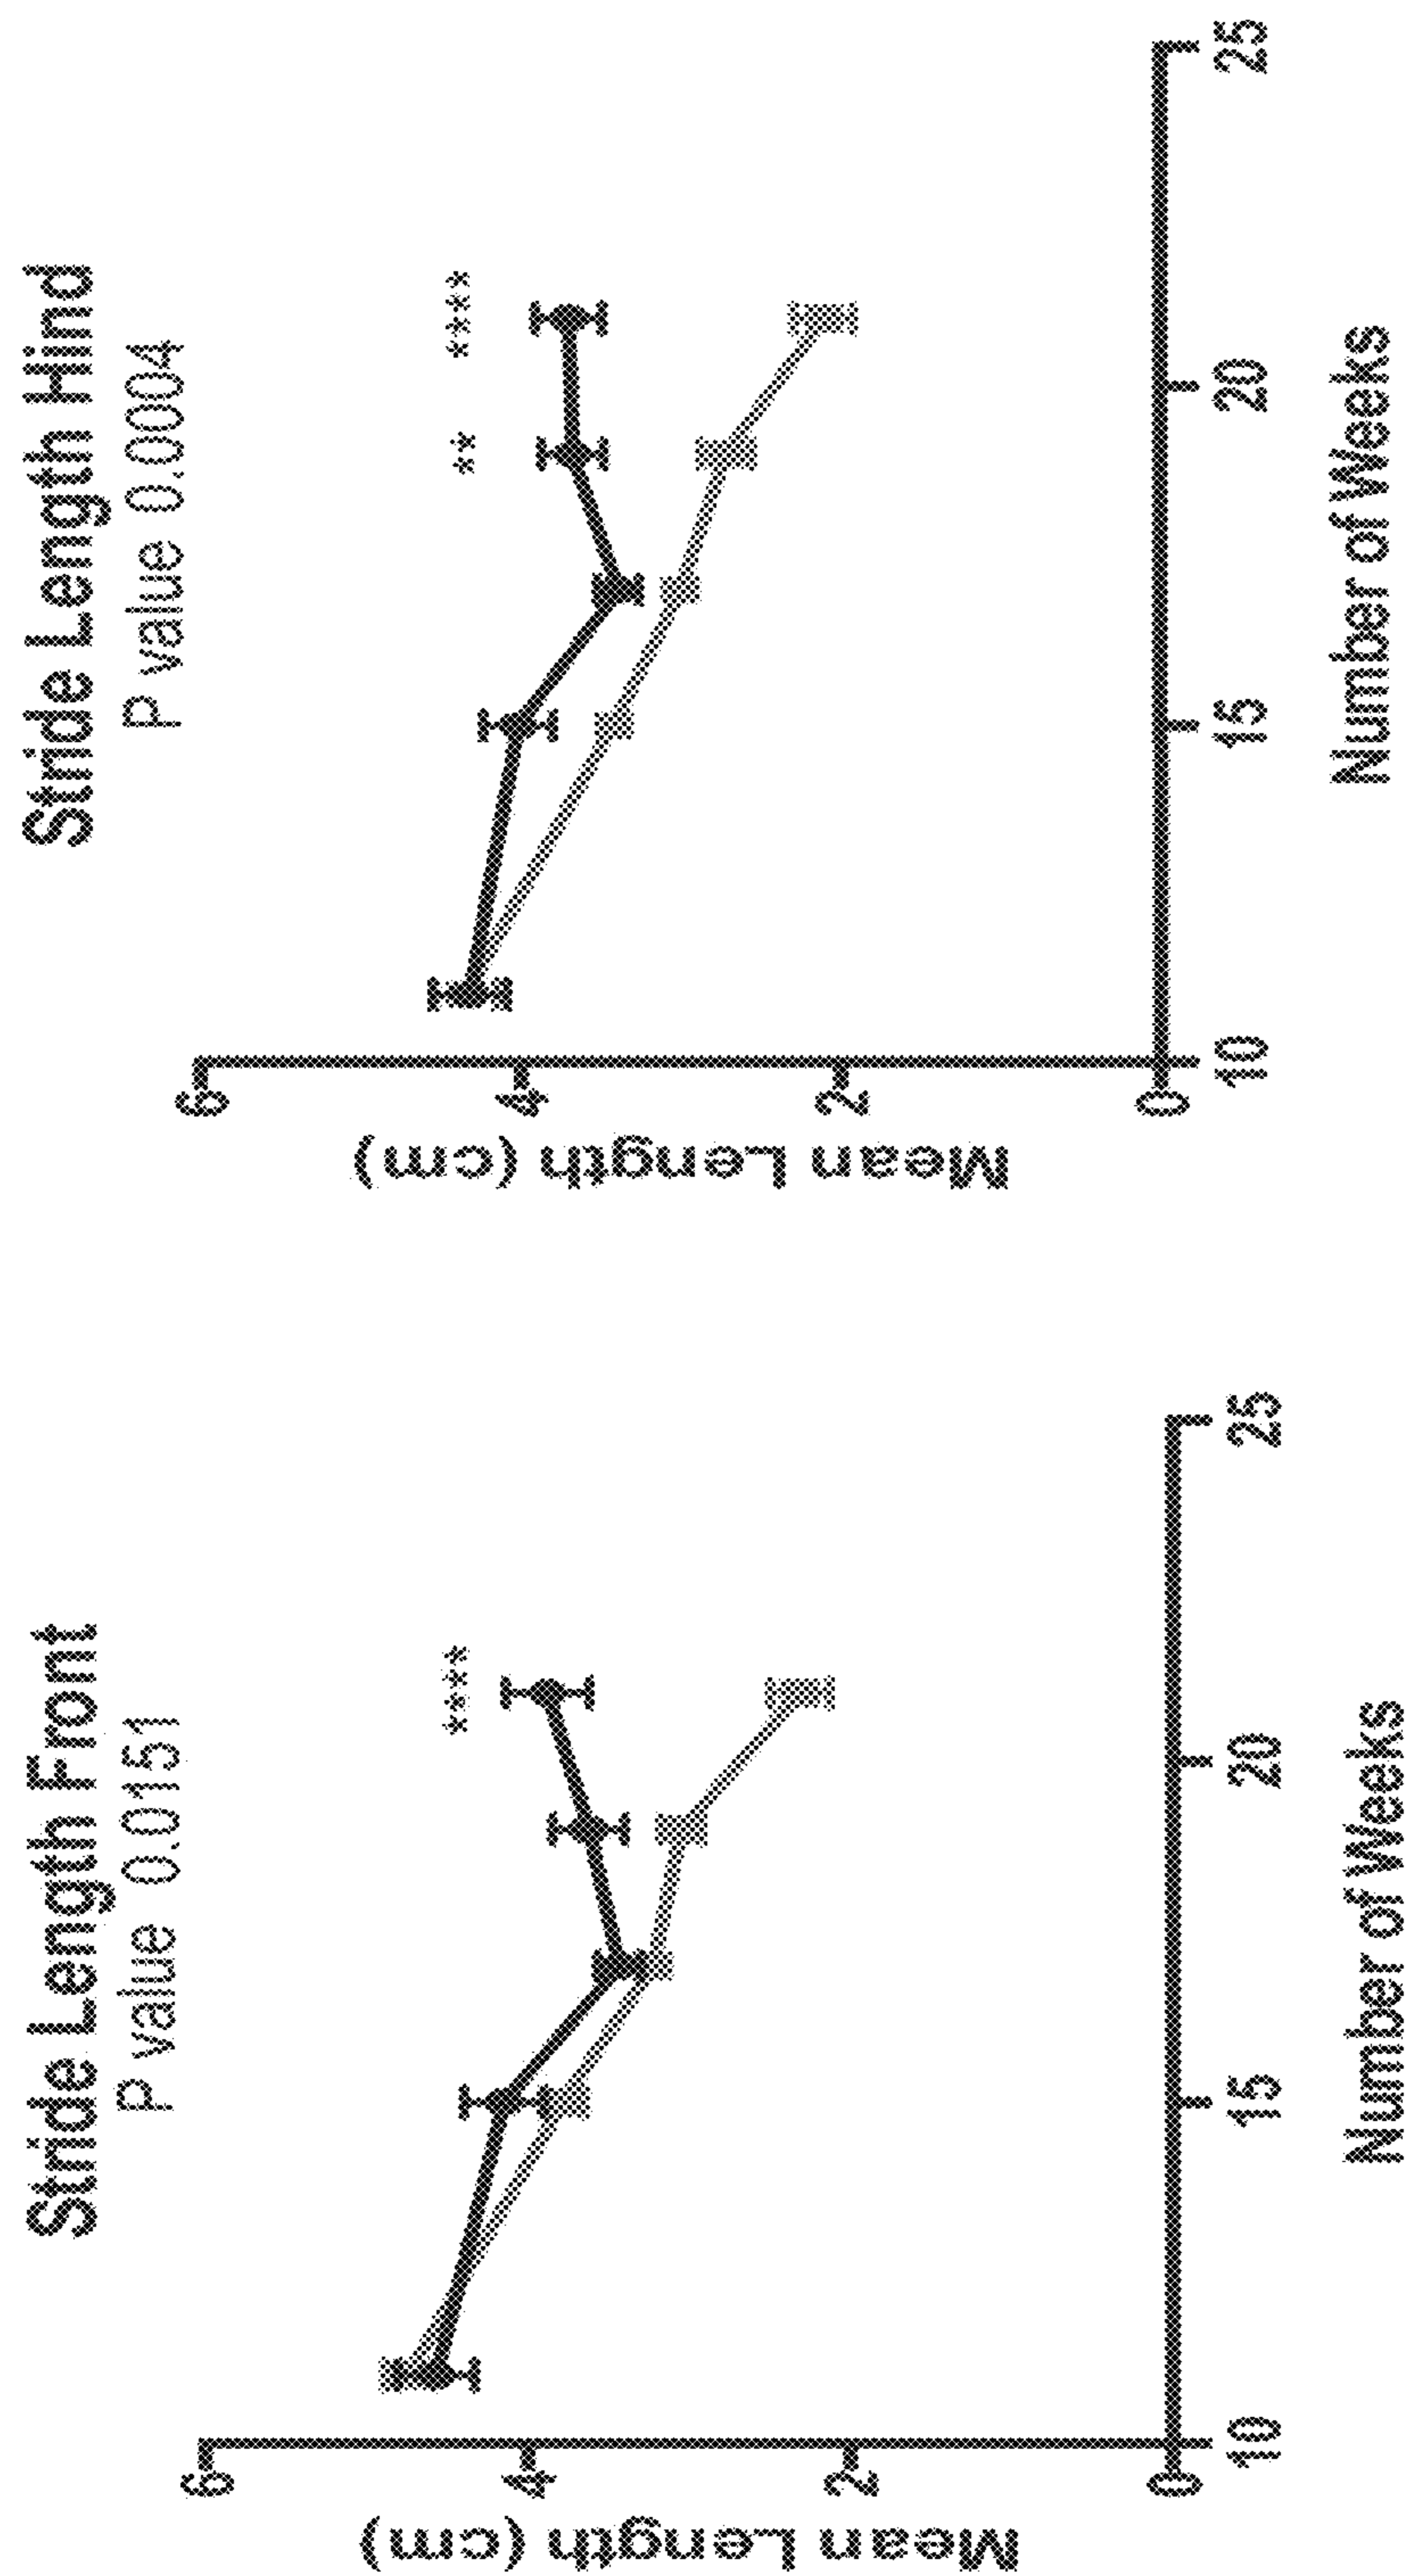 Stride Length Front
P value 0.0151
****
6
4
2
0
Mean Length (cm)
10
15
20
25
Number of Weeks
Stride Length Hind
P value 0.0004
** ****
6
4
2
0
Mean Length (cm)
10
15
20
25
Number of Weeks